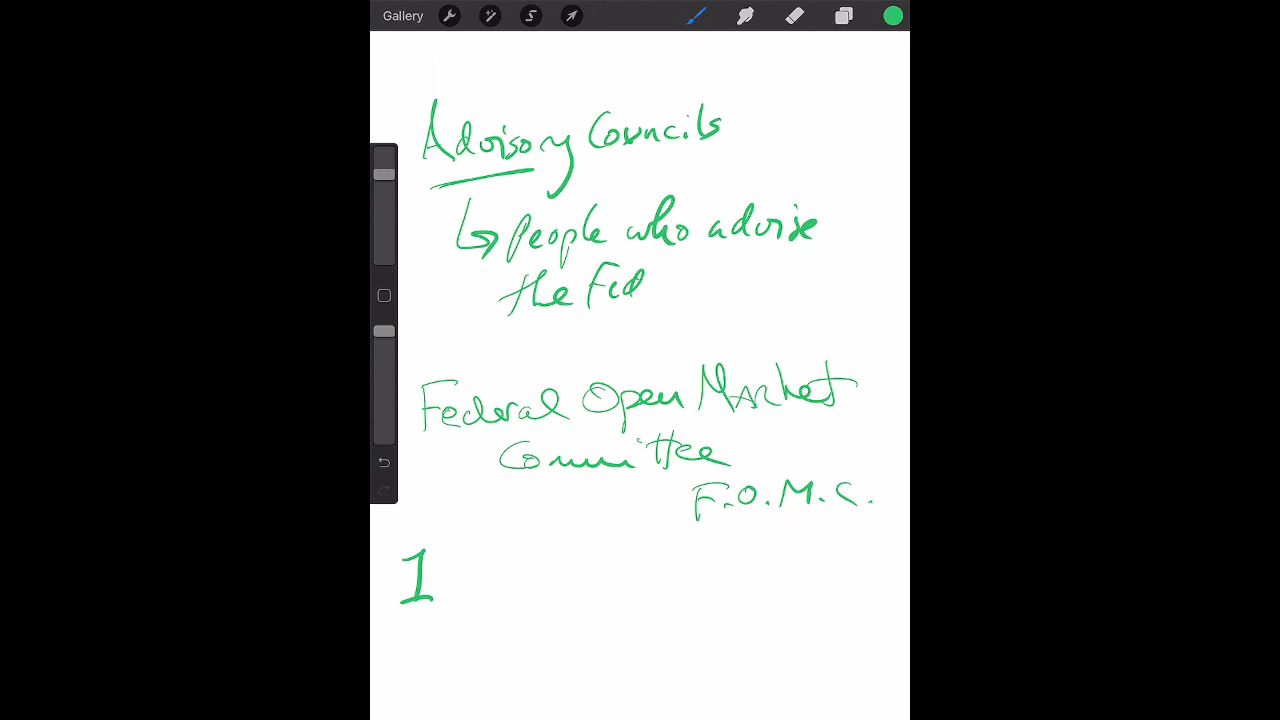 Gallery
Advisory Councils
↳ people who advise
the Fed
Federal Open Market
Committee
F.O.M.C.
1